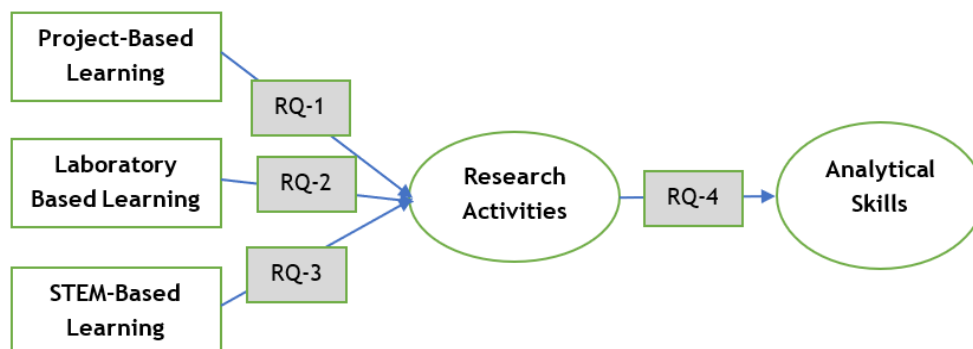 Project-Based
Learning
RQ-1
Laboratory
Based Learning
RQ-2
STEM-Based
Learning
RQ-3
Research
Activities
RQ-4
Analytical
Skills